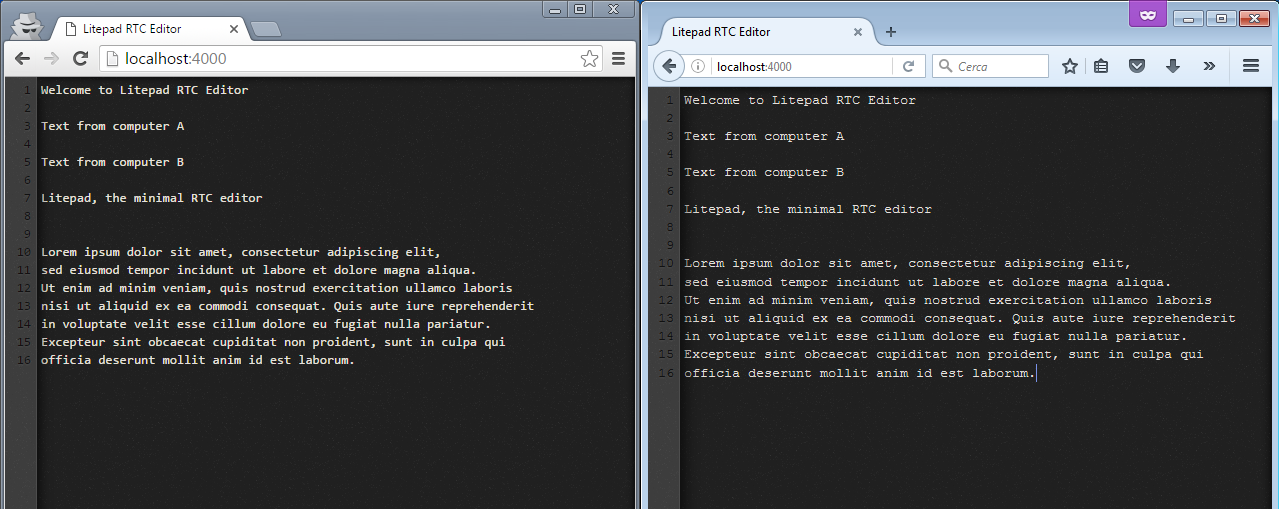 Litepad RTC Editor
localhost:4000
1 Welcome to Litepad RTC Editor
2
3 Text from computer A
4
5 Text from computer B
6
7 Litepad, the minimal RTC editor
8
9
10 Lorem ipsum dolor sit amet, consectetur adipiscing elit,
11 sed eiusmod tempor incidunt ut labore et dolore magna aliqua.
12 Ut enim ad minim veniam, quis nostrud exercitation ullamco laboris
13 nisi ut aliquid ex ea commodi consequat. Quis aute iure reprehenderit
14 in voluptate velit esse cillum dolore eu fugiat nulla pariatur.
15 Excepteur sint obcaecat cupiditat non proident, sunt in culpa qui
16 officia deserunt mollit anim id est laborum.
Litepad RTC Editor
localhost:4000
Cerca
1 Welcome to Litepad RTC Editor
2
3 Text from computer A
4
5 Text from computer B
6
7 Litepad, the minimal RTC editor
8
9
10 Lorem ipsum dolor sit amet, consectetur adipiscing elit,
11 sed eiusmod tempor incidunt ut labore et dolore magna aliqua.
12 Ut enim ad minim veniam, quis nostrud exercitation ullamco laboris
13 nisi ut aliquid ex ea commodi consequat. Quis aute iure reprehenderit
14 in voluptate velit esse cillum dolore eu fugiat nulla pariatur.
15 Excepteur sint obcaecat cupiditat non proident, sunt in culpa qui
16 officia deserunt mollit anim id est laborum.